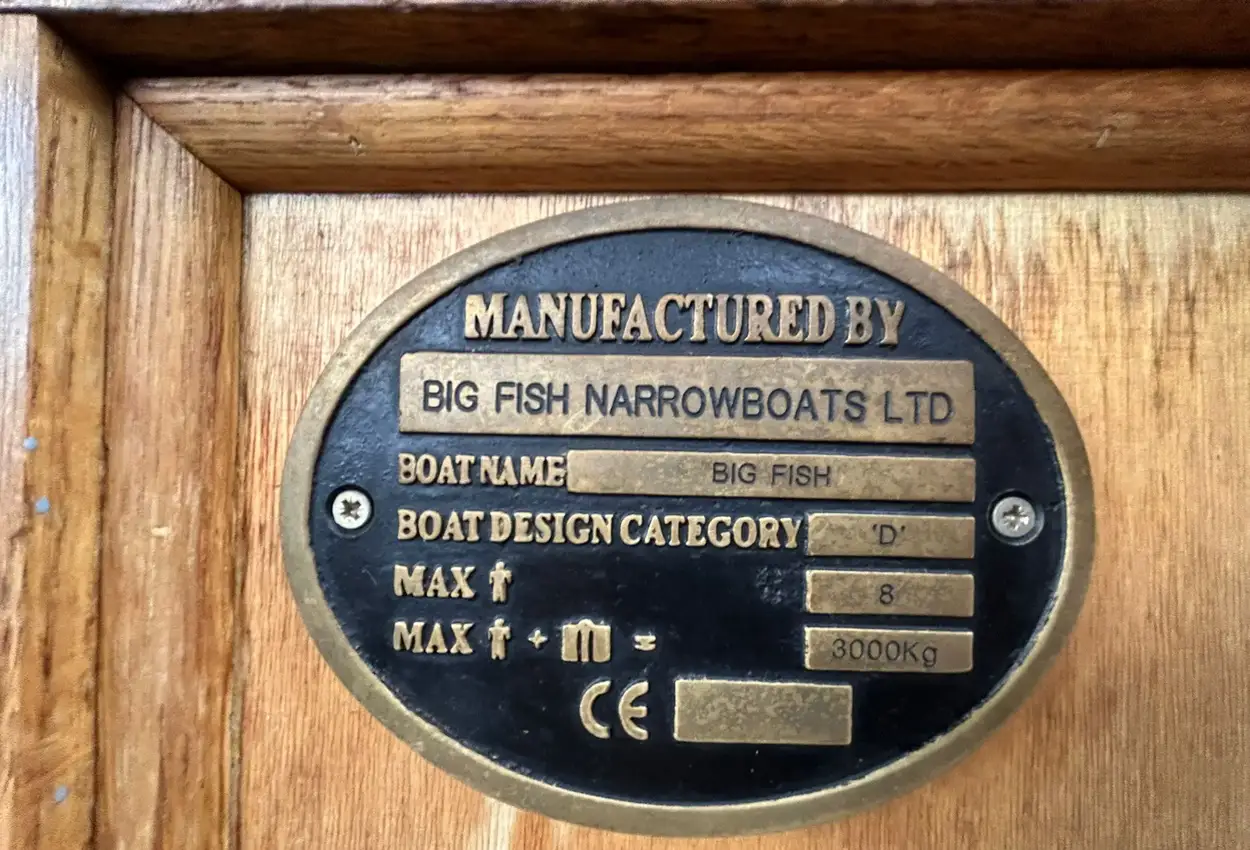 MANUFACTURED BY
BIG FISH NARROWBOATS LTD
BOAT NAME BIG FISH
BOAT DESIGN CATEGORY 'D'
MAX 8
MAX + = 3000Kg
CE